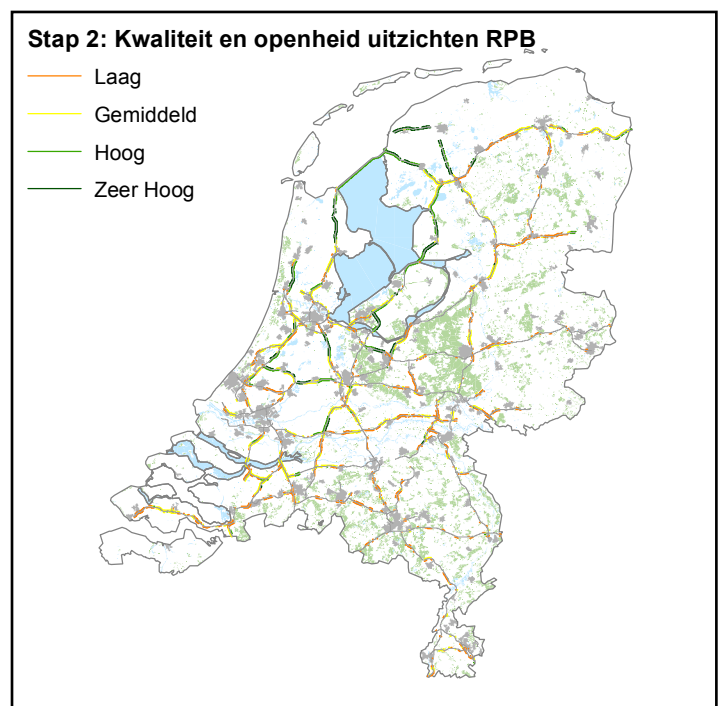 Stap 2: Kwaliteit en openheid uitzichten RPB
Laag
Gemiddeld
Hoog
Zeer Hoog